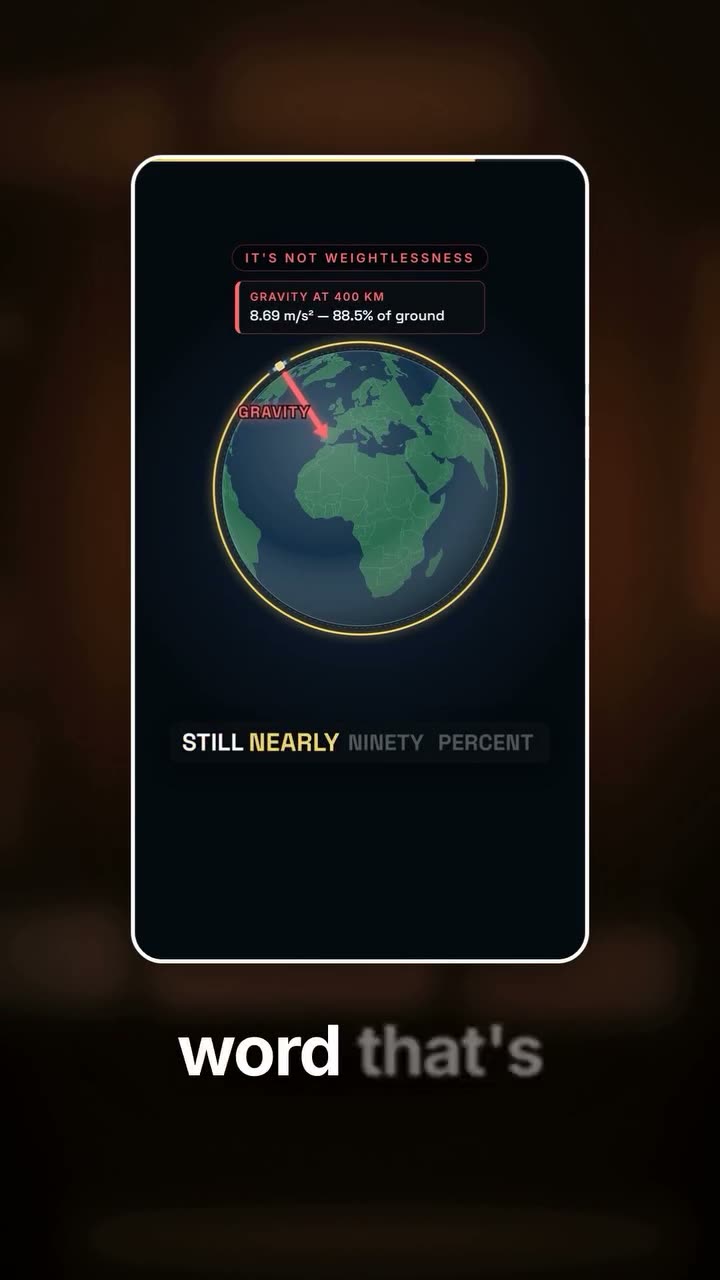 IT'S NOT WEIGHTLESSNESS
GRAVITY AT 400 KM
8.69 m/s² — 88.5% of ground
GRAVITY
STILL NEARLY NINETY PERCENT
word that's